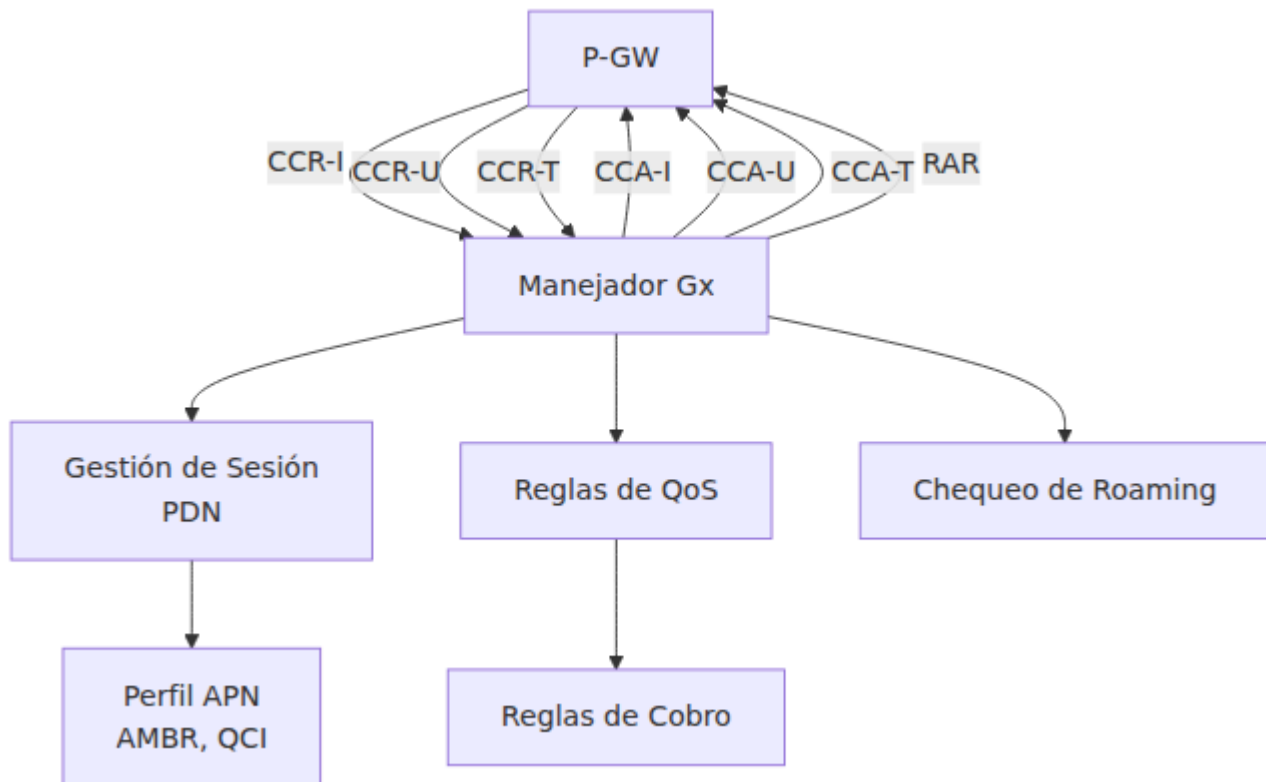 P-GW
CCR-I
CCR-U
CCR-T
CCA-I
CCA-U
CCA-T
RAR
Manejador Gx
Gestión de Sesión
PDN
Reglas de QoS
Chequeo de Roaming
Perfil APN
AMBR, QCI
Reglas de Cobro